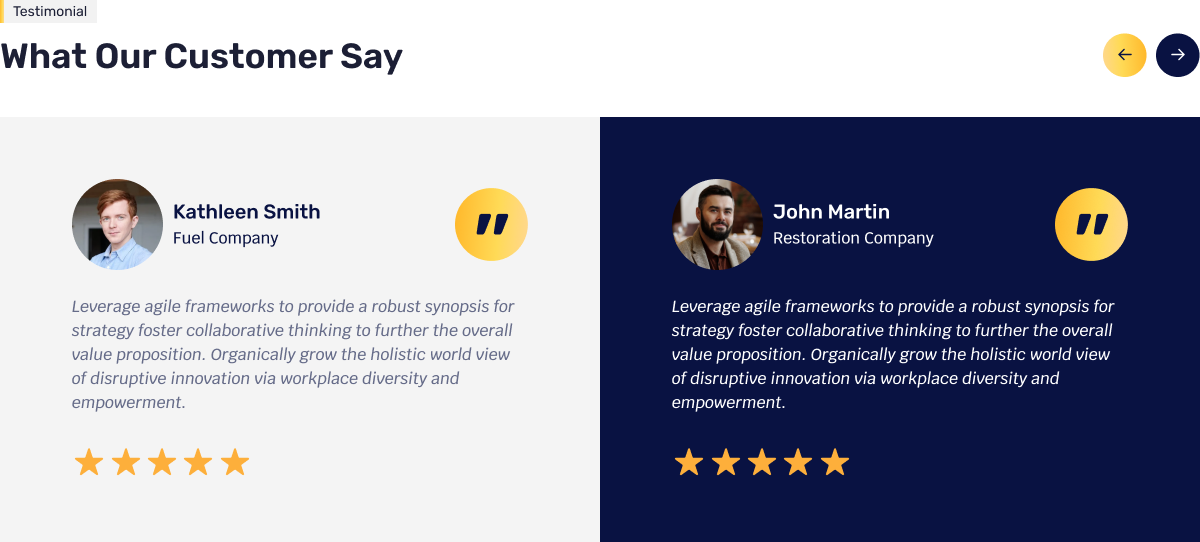 Testimonial
What Our Customer Say
Kathleen Smith
Fuel Company
Leverage agile frameworks to provide a robust synopsis for
strategy foster collaborative thinking to further the overall
value proposition. Organically grow the holistic world view
of disruptive innovation via workplace diversity and
empowerment.
John Martin
Restoration Company
Leverage agile frameworks to provide a robust synopsis for
strategy foster collaborative thinking to further the overall
value proposition. Organically grow the holistic world view
of disruptive innovation via workplace diversity and
empowerment.